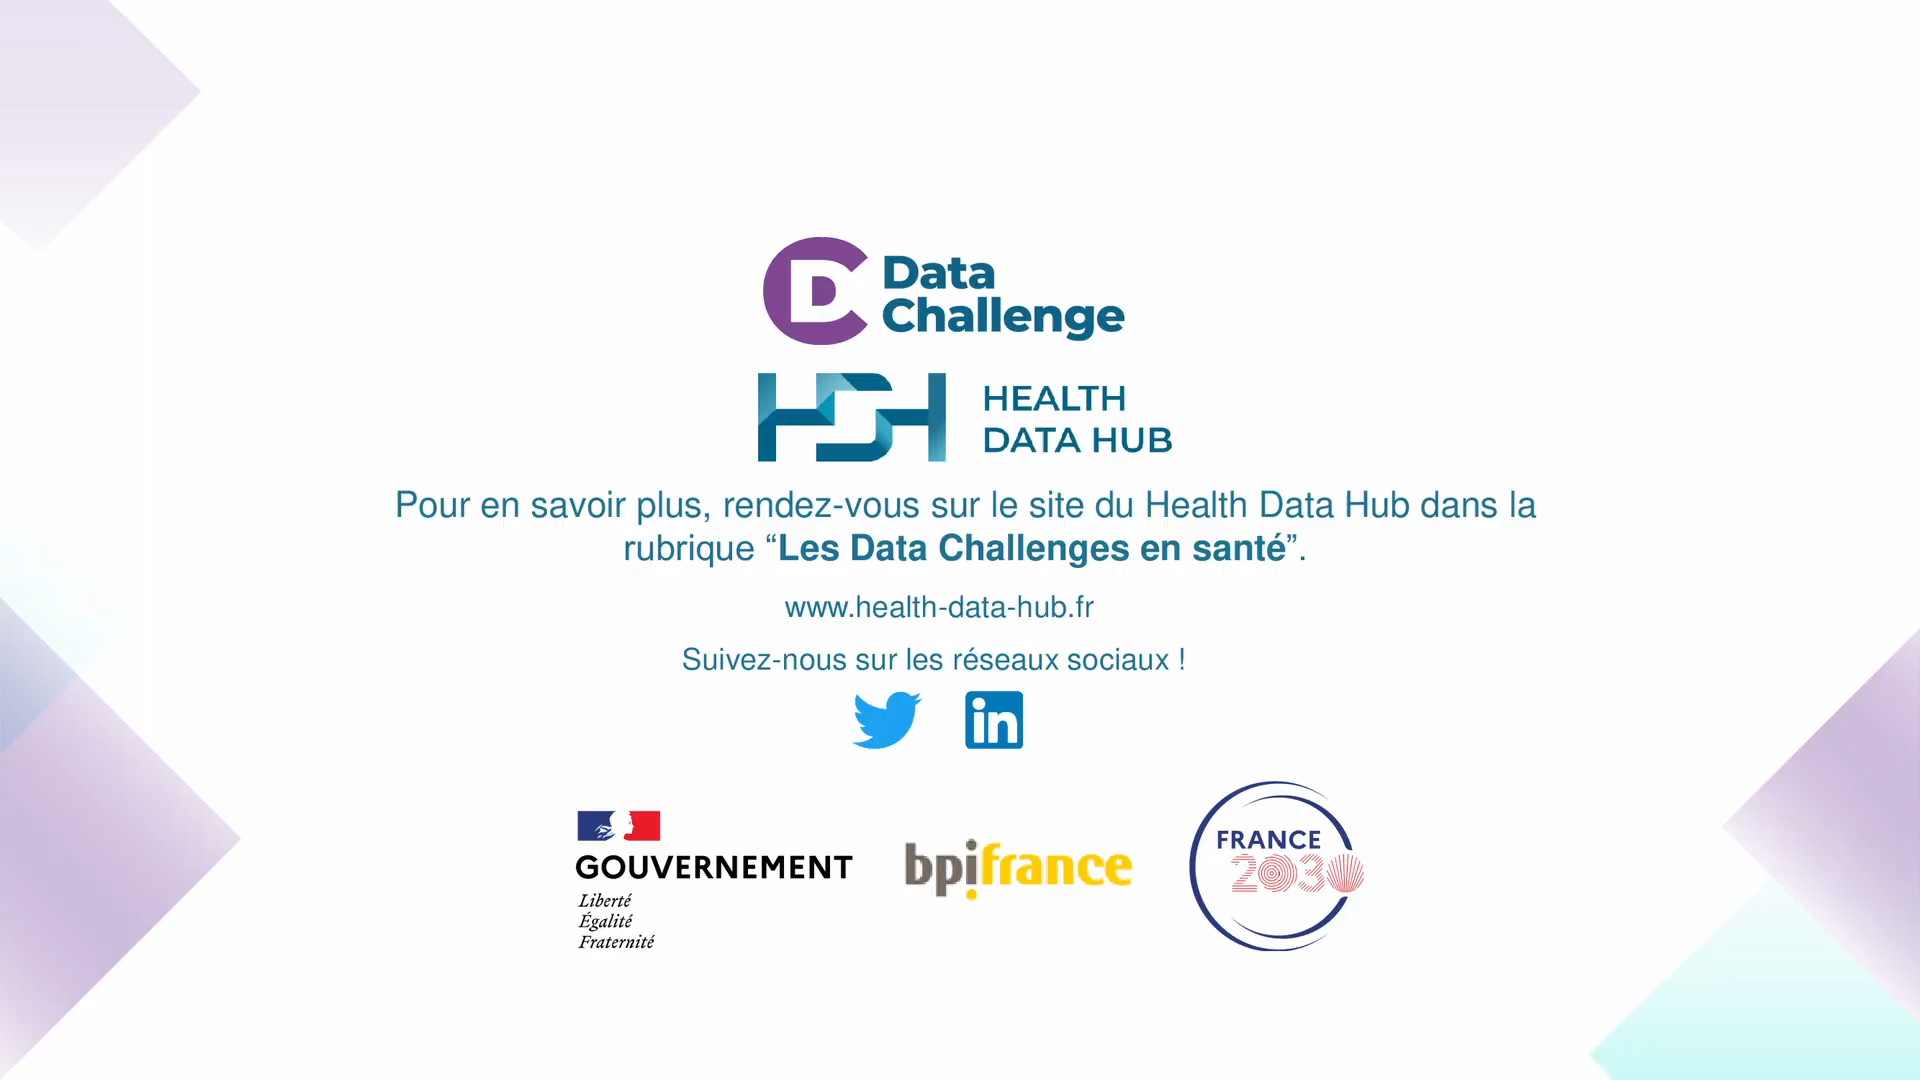 DC Data
Challenge
HDH HEALTH
DATA HUB
Pour en savoir plus, rendez-vous sur le site du Health Data Hub dans la
rubrique “Les Data Challenges en santé”.
www.health-data-hub.fr
Suivez-nous sur les réseaux sociaux !
in
GOUVERNEMENT
Liberté
Égalité
Fraternité
bpifrance
FRANCE
2030